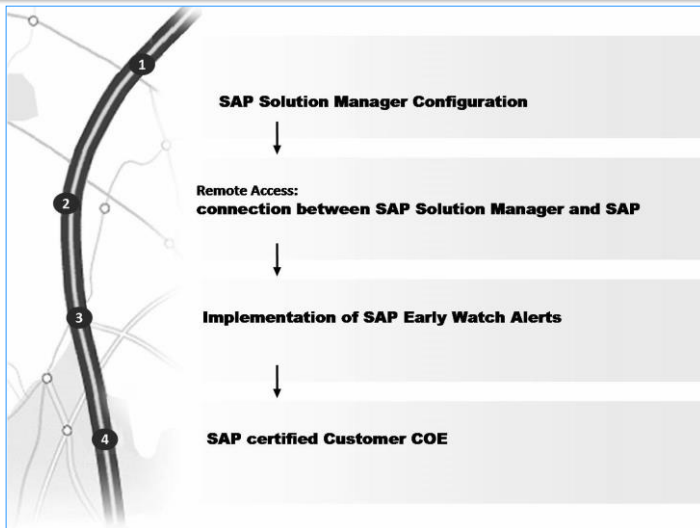 1
SAP Solution Manager Configuration
2
Remote Access:
connection between SAP Solution Manager and SAP
3
Implementation of SAP Early Watch Alerts
4
SAP certified Customer COE